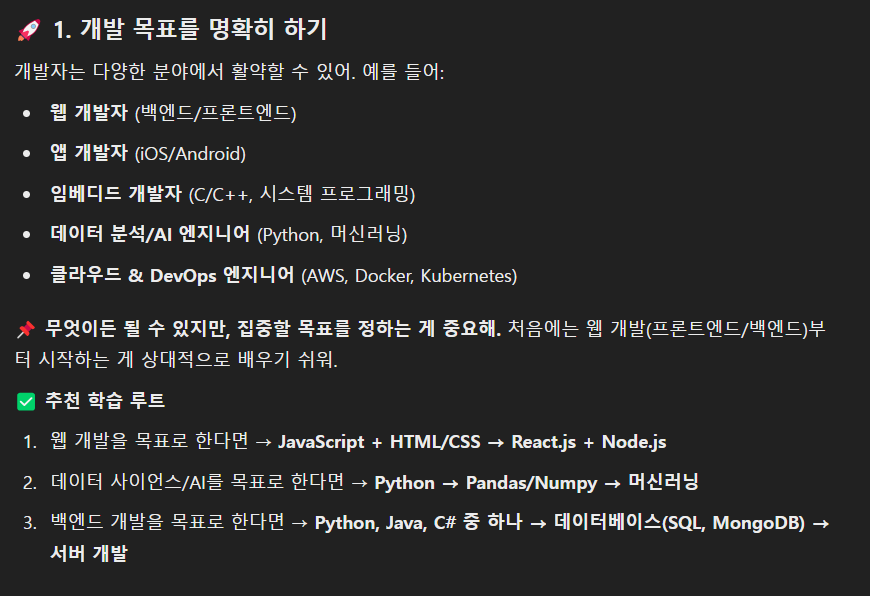 🚀 1. 개발 목표를 명확히 하기
개발자는 다양한 분야에서 활약할 수 있어. 예를 들어:
• 웹 개발자 (백엔드/프론트엔드)
• 앱 개발자 (iOS/Android)
• 임베디드 개발자 (C/C++, 시스템 프로그래밍)
• 데이터 분석/AI 엔지니어 (Python, 머신러닝)
• 클라우드 & DevOps 엔지니어 (AWS, Docker, Kubernetes)
📌 무엇이든 될 수 있지만, 집중할 목표를 정하는 게 중요해. 처음에는 웹 개발(프론트엔드/백엔드)부
터 시작하는 게 상대적으로 배우기 쉬워.
✅ 추천 학습 루트
1. 웹 개발을 목표로 한다면 → JavaScript + HTML/CSS → React.js + Node.js
2. 데이터 사이언스/AI를 목표로 한다면 → Python → Pandas/Numpy → 머신러닝
3. 백엔드 개발을 목표로 한다면 → Python, Java, C# 중 하나 → 데이터베이스(SQL, MongoDB) →
서버 개발